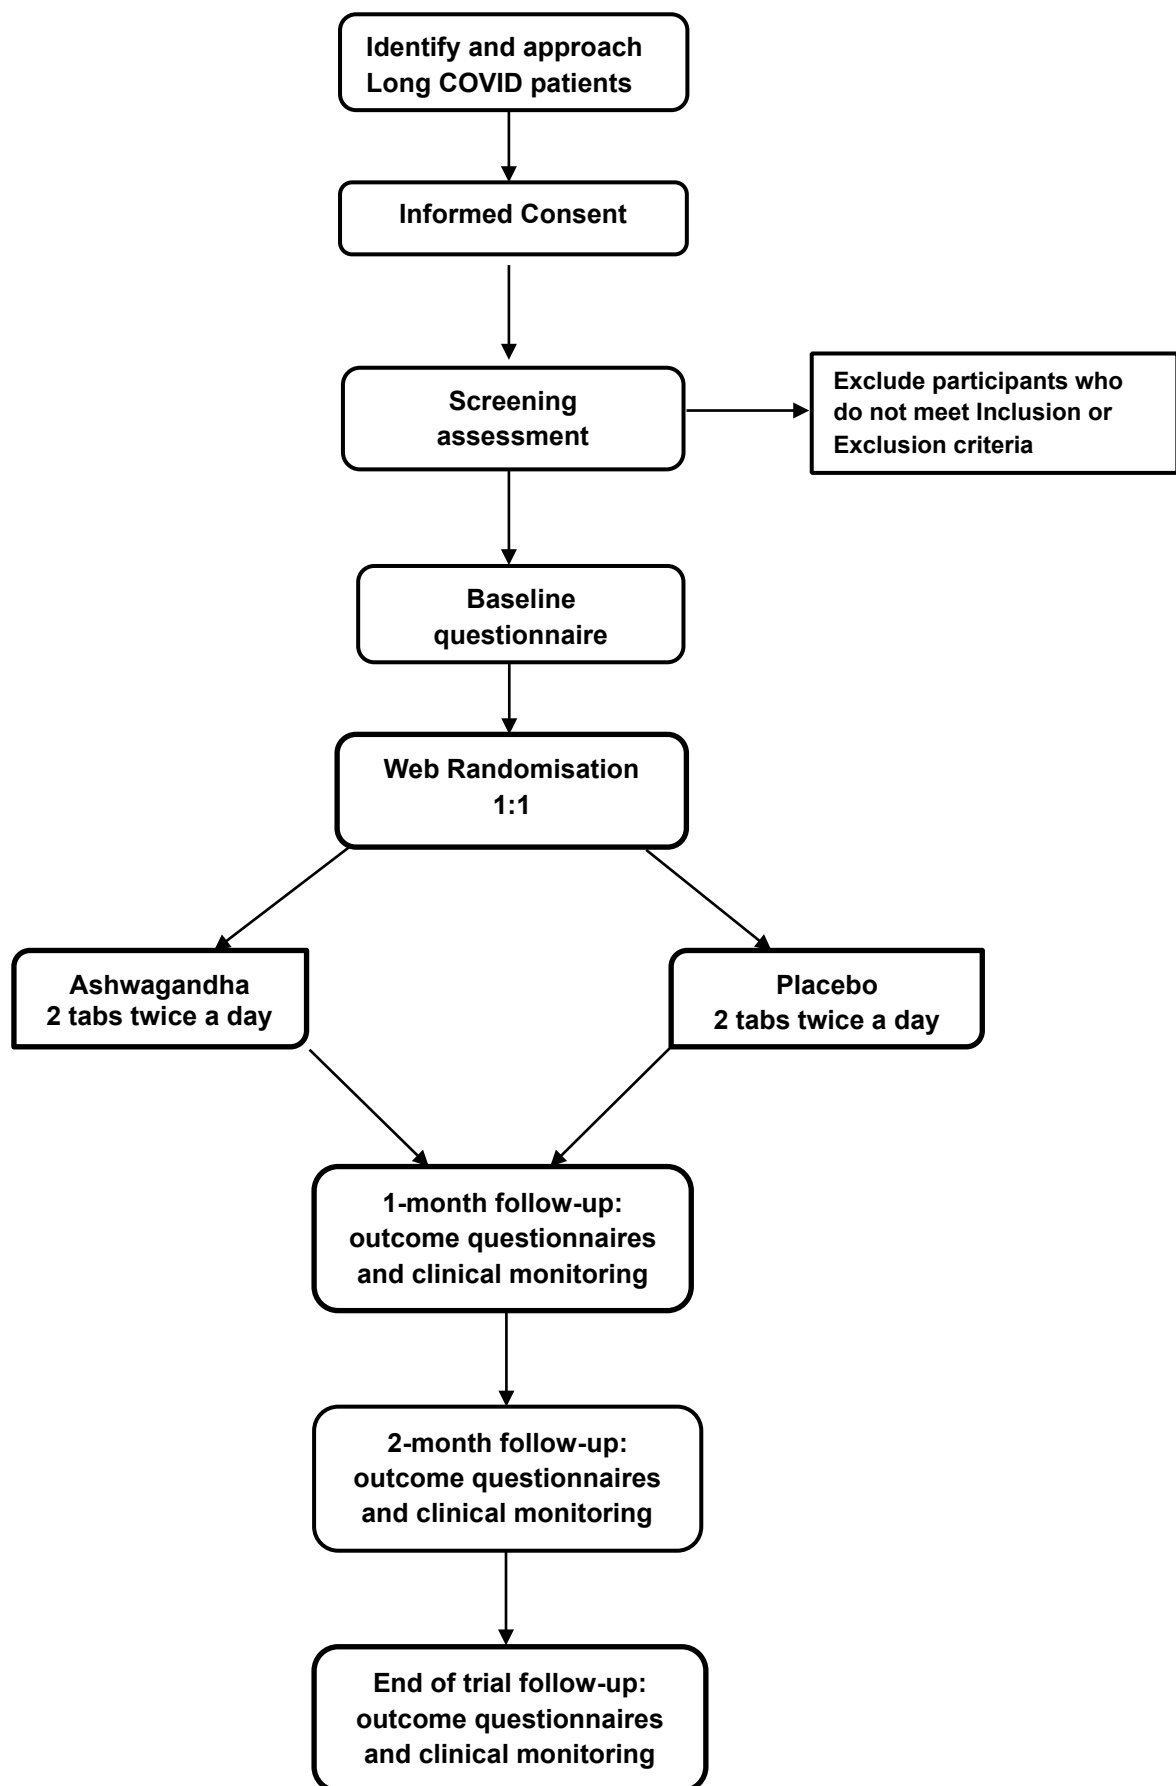 Identify and approach
Long COVID patients
Informed Consent
Screening
assessment
Exclude participants who
do not meet Inclusion or
Exclusion criteria
Baseline
questionnaire
Web Randomisation
1:1
Ashwagandha
2 tabs twice a day
Placebo
2 tabs twice a day
1-month follow-up:
outcome questionnaires
and clinical monitoring
2-month follow-up:
outcome questionnaires
and clinical monitoring
End of trial follow-up:
outcome questionnaires
and clinical monitoring